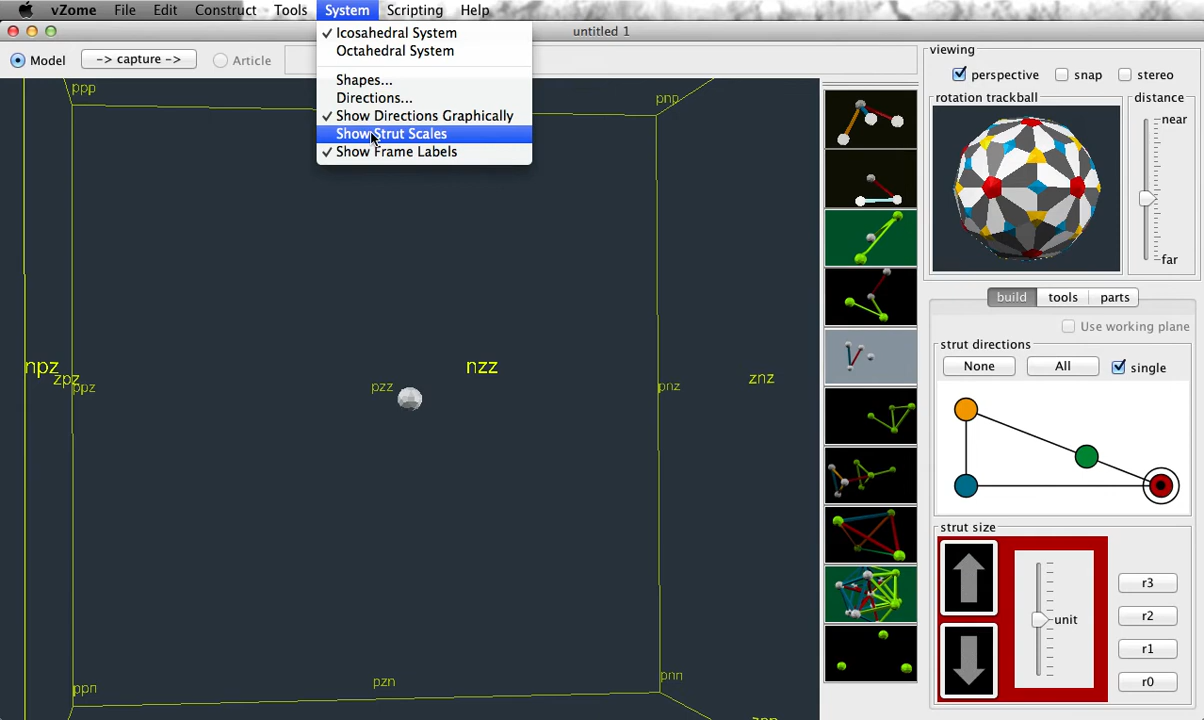 vZome File Edit Construct Tools System Scripting Help
untitled 1
Model
-> capture ->
Article
✓ Icosahedral System
Octahedral System
Shapes...
Directions...
✓ Show Directions Graphically
Show Strut Scales
✓ Show Frame Labels
ppp
pnp
npz
zpz
ppz
pzz
nzz
pnz
znz
ppn
pzn
pnn
viewing
perspective
snap
stereo
rotation trackball
distance
near
far
build
tools
parts
Use working plane
strut directions
None
All
single
strut size
unit
r3
r2
r1
r0